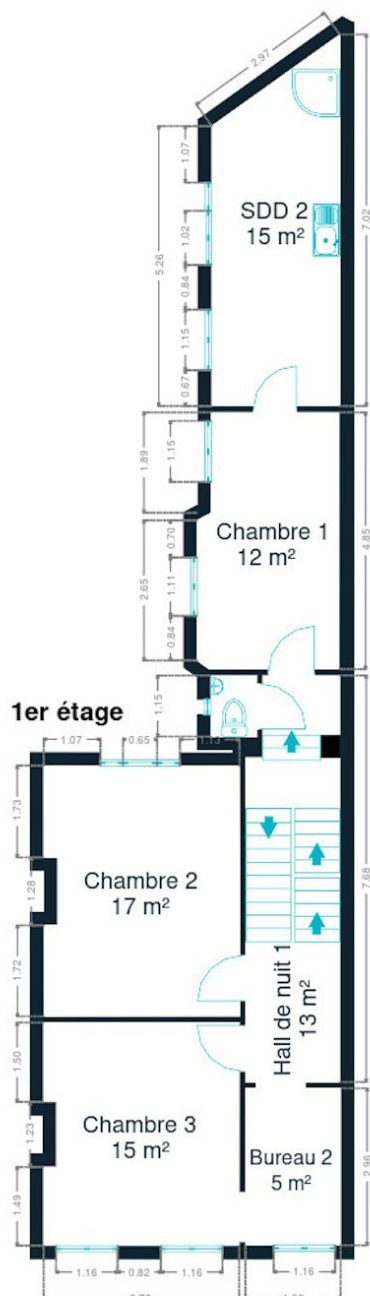 2.97
1.07
SDD 2
15 m²
7.02
1.02
5.26
0.84
1.15
0.67
1.89
1.15
Chambre 1
12 m²
4.85
0.70
2.65
1.11
0.84
1.15
1er étage
1.07
0.65
1.13
1.73
7.68
Chambre 2
17 m²
1.28
1.72
Hall de nuit 1
13 m²
1.50
Chambre 3
15 m²
1.23
Bureau 2
5 m²
2.96
1.49
1.16
0.82
1.16
1.16